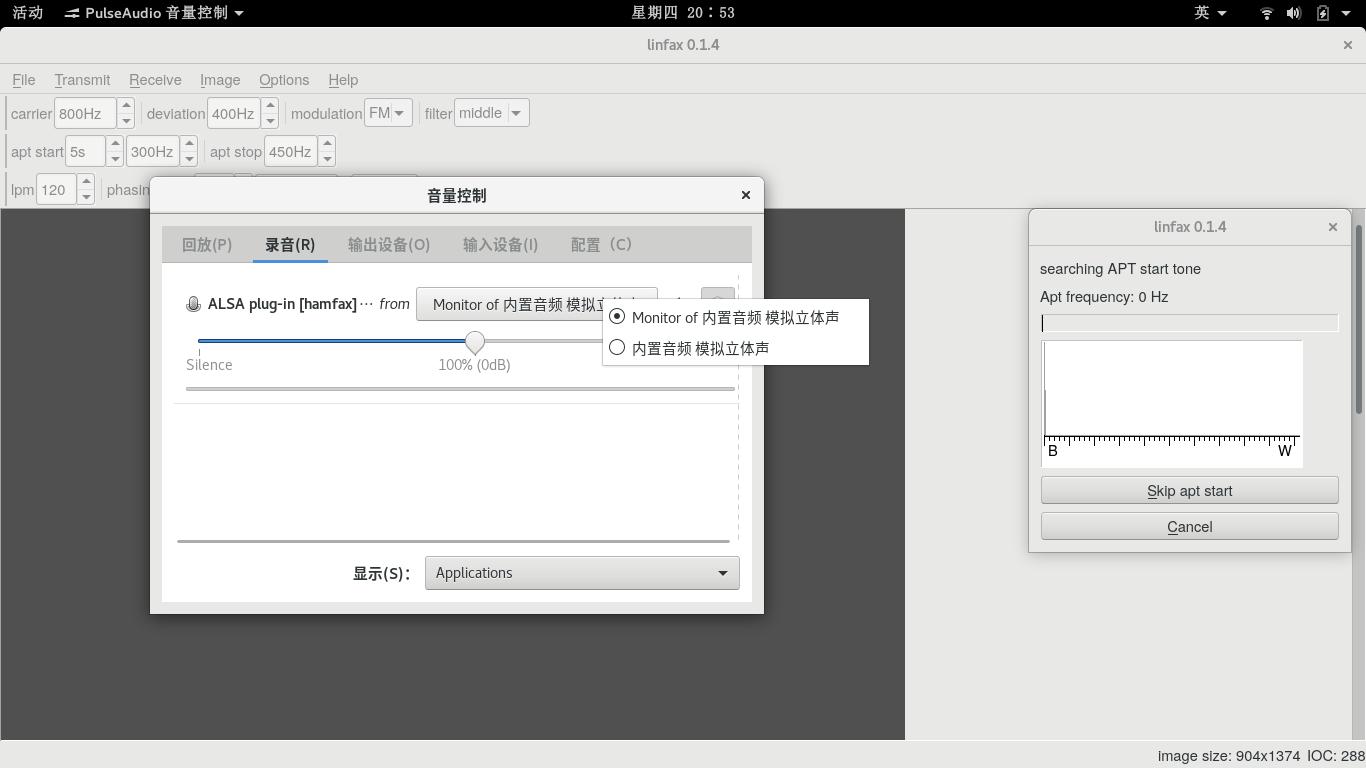 活动 PulseAudio 音量控制 星期四 20：53 英
linfax 0.1.4
File Transmit Receive Image Options Help
carrier 800Hz deviation 400Hz modulation FM filter middle
apt start 5s 300Hz apt stop 450Hz
lpm 120 phasin
音量控制
回放(P) 录音(R) 输出设备(O) 输入设备(I) 配置（C）
ALSA plug-in [hamfax]… from Monitor of 内置音频 模拟立
Monitor of 内置音频 模拟立体声
内置音频 模拟立体声
Silence 100% (0dB)
显示(S)： Applications
linfax 0.1.4
searching APT start tone
Apt frequency: 0 Hz
B W
Skip apt start
Cancel
image size: 904x1374 IOC: 288